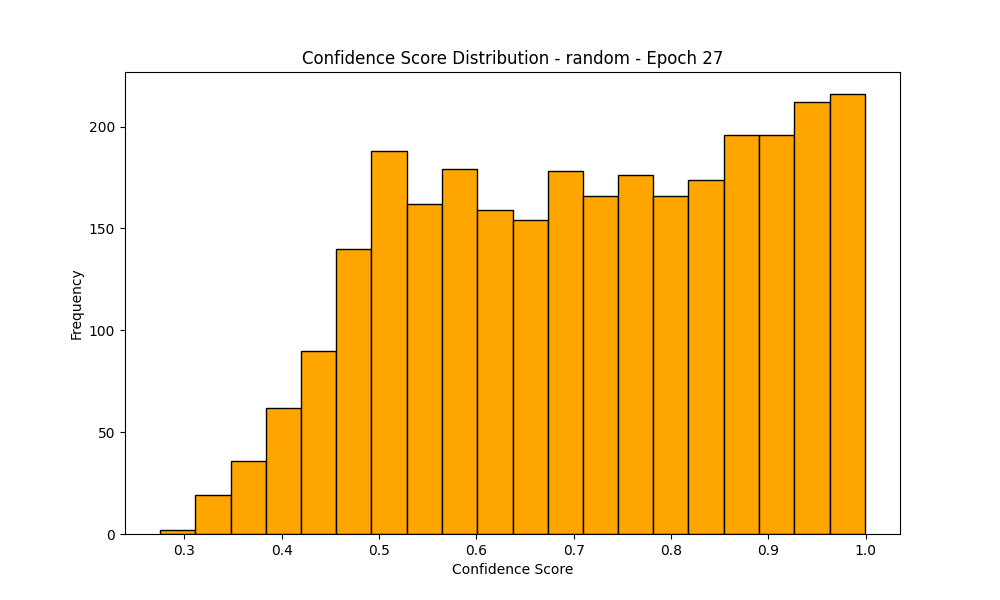 Confidence Score Distribution - random - Epoch 27
Frequency
200
150
100
50
0
0.3 0.4 0.5 0.6 0.7 0.8 0.9 1.0
Confidence Score